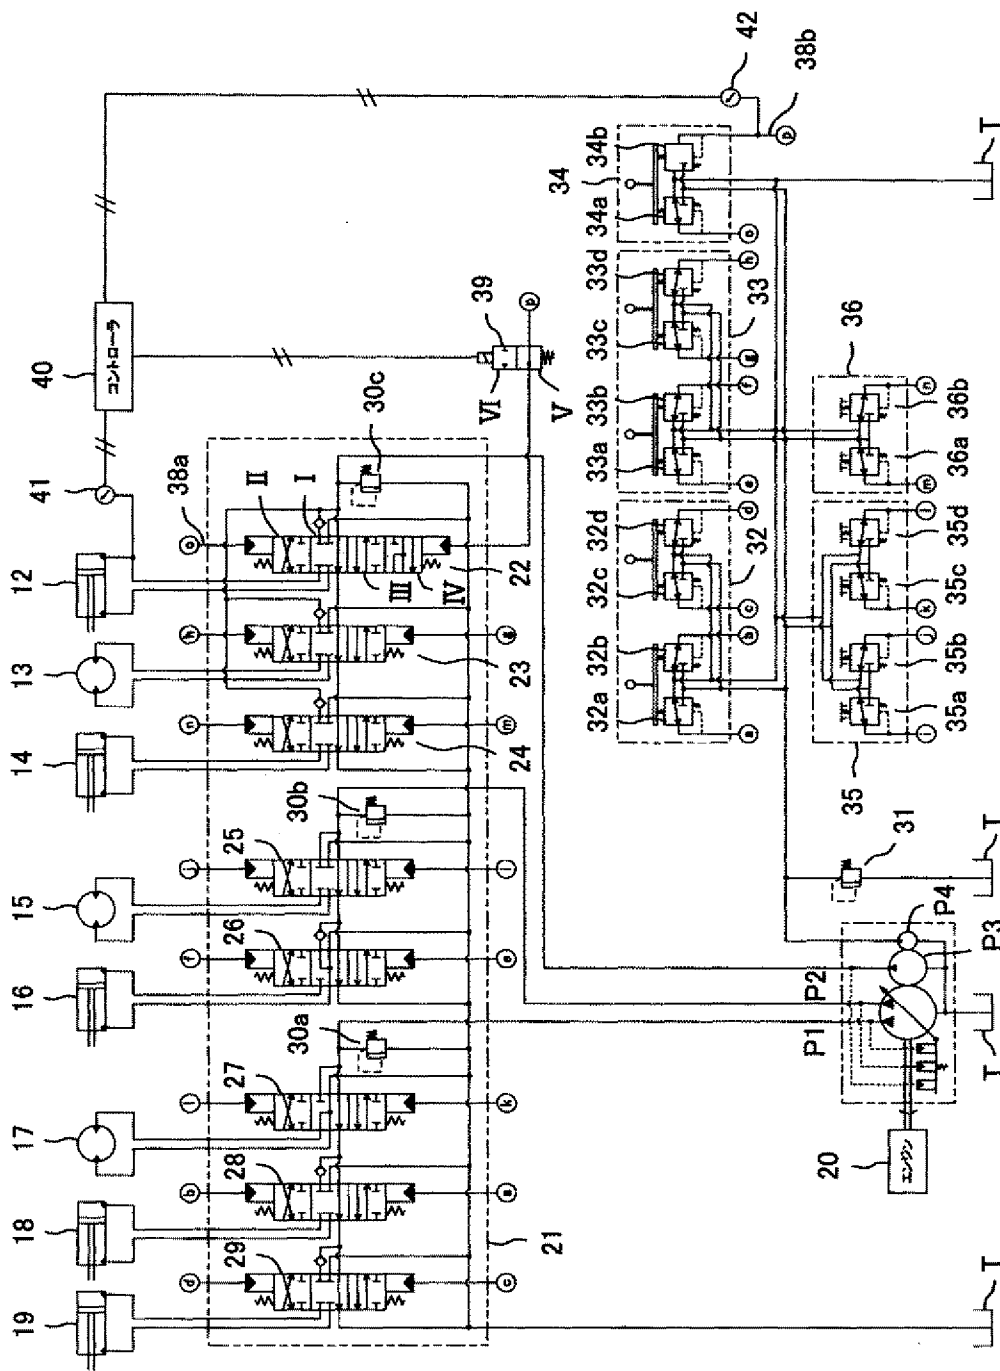 19
18
17
16
15
14
13
12
41
40
コントローラ
42
38b
d
b
l
f
j
n
h
o
38a
29
28
27
30a
26
25
30b
II
I
30c
VI
39
III
IV
V
p
c
a
k
e
i
24
m
23
g
22
21
32a
32b
32c
32d
33a
33b
33c
33d
34a
34
34b
a
b
c
d
e
f
g
h
o
p
32
33
36
T
20
エンジン
P1
P2
P3
P4
31
35
35a
35b
35c
35d
36a
36b
i
j
k
l
m
n
T
T
T